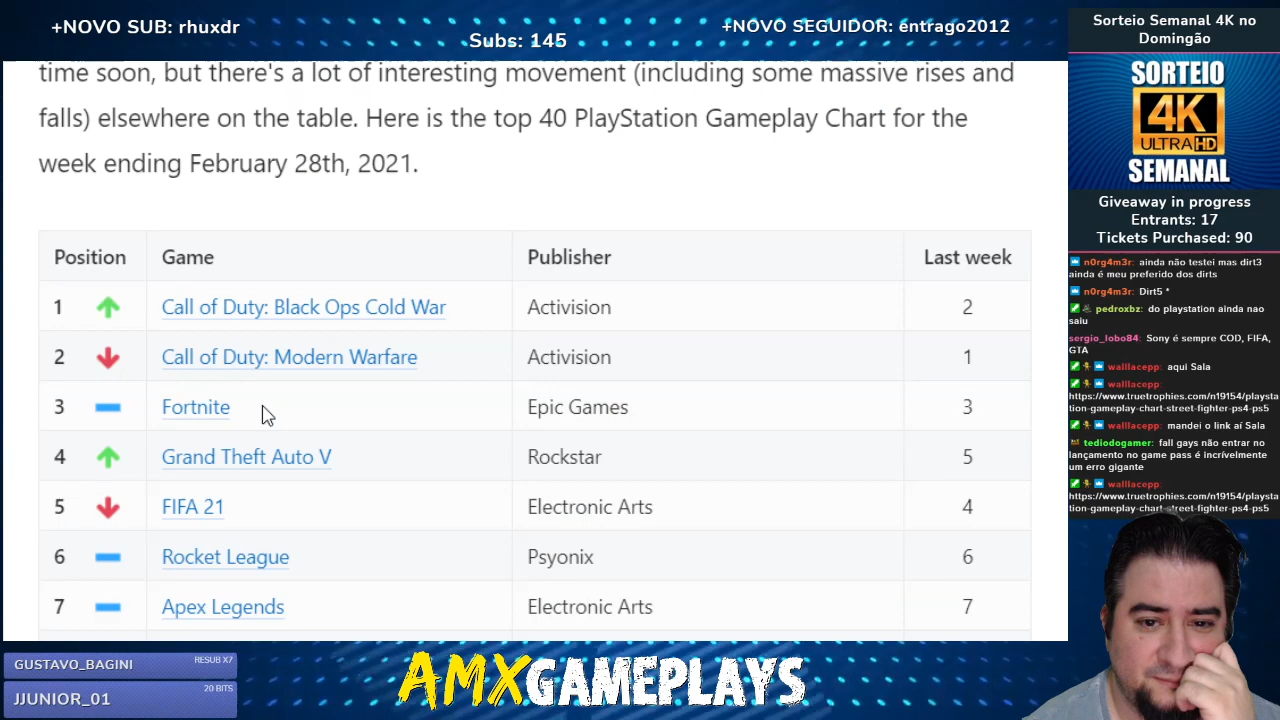 +NOVO SUB: rhuxdr
Subs: 145
+NOVO SEGUIDOR: entrago2012
Sorteio Semanal 4K no
Domingão
time soon, but there's a lot of interesting movement (including some massive rises and
falls) elsewhere on the table. Here is the top 40 PlayStation Gameplay Chart for the
week ending February 28th, 2021.
Position Game Publisher Last week
1 Call of Duty: Black Ops Cold War Activision 2
2 Call of Duty: Modern Warfare Activision 1
3 Fortnite Epic Games 3
4 Grand Theft Auto V Rockstar 5
5 FIFA 21 Electronic Arts 4
6 Rocket League Psyonix 6
7 Apex Legends Electronic Arts 7
SORTEIO
4K
ULTRA HD
SEMANAL
Giveaway in progress
Entrants: 17
Tickets Purchased: 90
n0rg4m3r: ainda não testei mas dirt3
ainda é meu preferido dos dirts
n0rg4m3r: Dirt5 *
pedroxbz: do playstation ainda nao
saiu
sergio_lobo84: Sony é sempre COD, FIFA,
GTA
walllacepp: aqui Sala
walllacepp:
https://www.truetrophies.com/n19154/playsta
tion-gameplay-chart-street-fighter-ps4-ps5
walllacepp: mandei o link aí Sala
tediodogamer: fall gays não entrar no
lançamento no game pass é incrívelmente
um erro gigante
walllacepp:
https://www.truetrophies.com/n19154/playsta
tion-gameplay-chart-street-fighter-ps4-ps5
GUSTAVO_BAGINI RESUB X7
JJUNIOR_01 20 BITS
AMXGAMEPLAYS